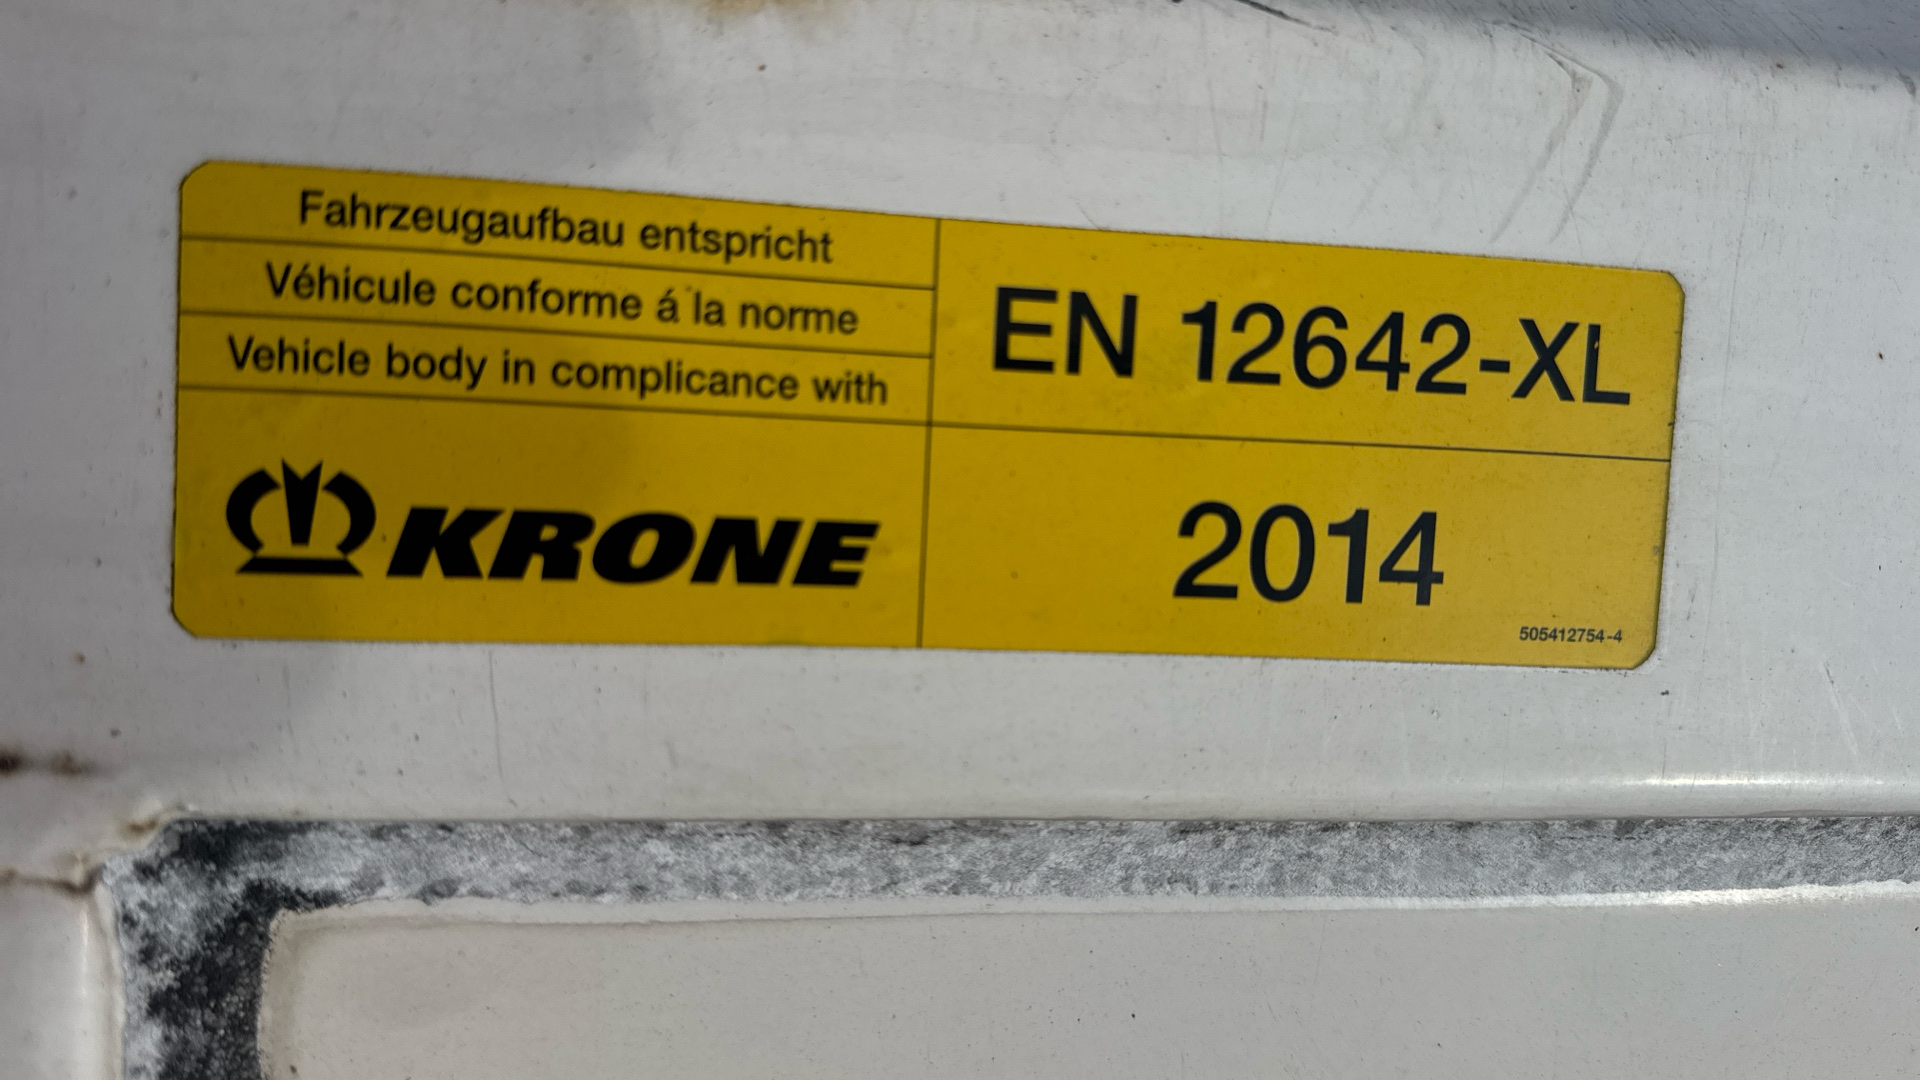 Fahrzeugaufbau entspricht
Véhicule conforme á la norme
Vehicle body in complicance with
EN 12642-XL
KRONE
2014
505412754-4